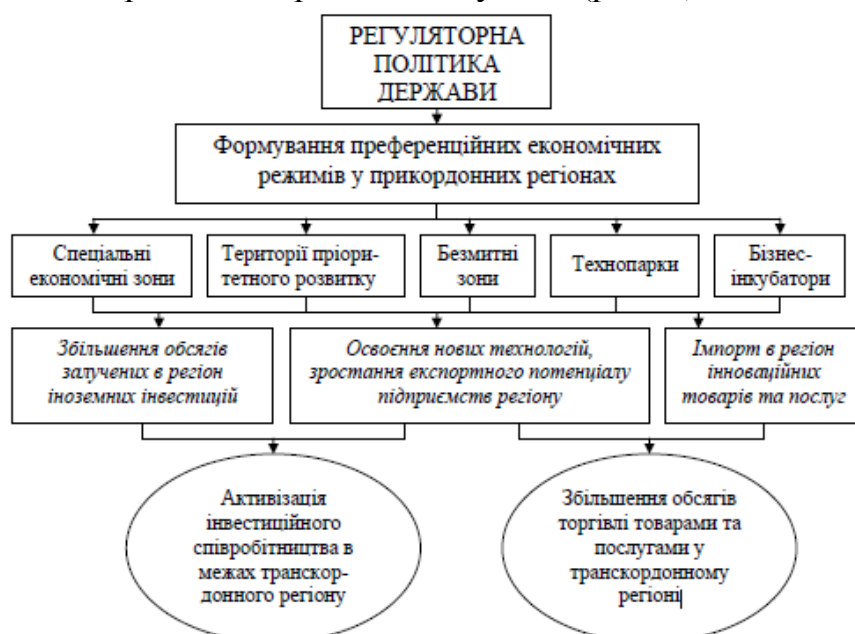 РЕГУЛЯТОРНА
ПОЛІТИКА
ДЕРЖАВИ
Формування преференційних економічних
режимів у прикордонних регіонах
Спеціальні
економічні зони
Території пріори-
тетного розвитку
Безмитні
зони
Технопарки
Бізнес-
інкубатори
Збільшення обсягів
залучених в регіон
іноземних інвестицій
Освоєння нових технологій,
зростання експортного потенціалу
підприємств регіону
Імпорт в регіон
інноваційних
товарів та послуг
Активізація
інвестиційного
співробітництва в
межах транскор-
донного регіону
Збільшення обсягів
торгівлі товарами та
послугами у
транскордонному
регіоні